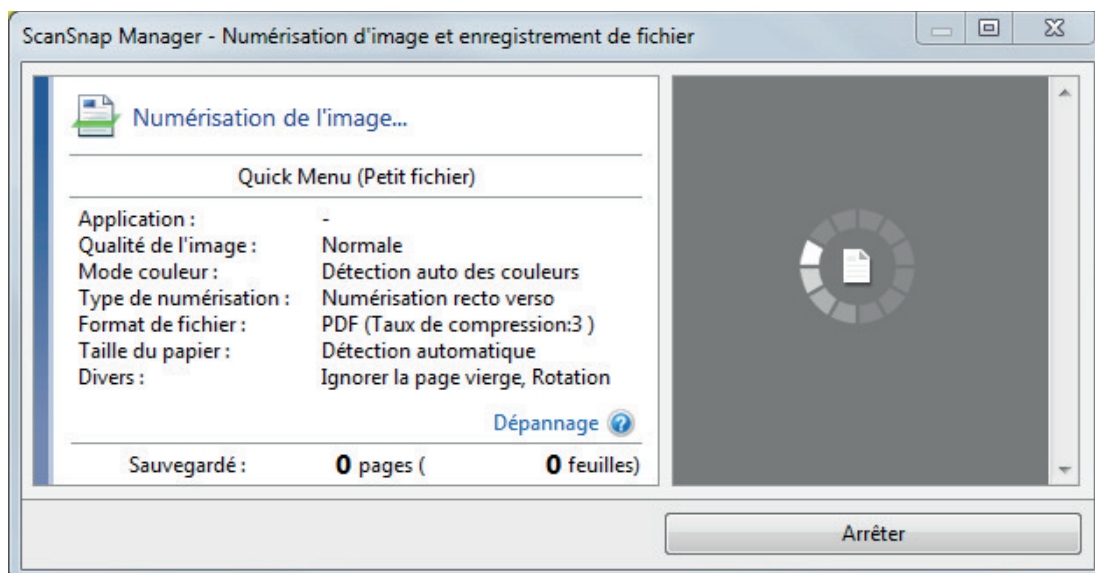 ScanSnap Manager - Numérisation d'image et enregistrement de fichier
Numérisation de l'image...
Quick Menu (Petit fichier)
Application : -
Qualité de l'image : Normale
Mode couleur : Détection auto des couleurs
Type de numérisation : Numérisation recto verso
Format de fichier : PDF (Taux de compression:3 )
Taille du papier : Détection automatique
Divers : Ignorer la page vierge, Rotation
Dépannage ?
Sauvegardé : 0 pages ( 0 feuilles)
Arrêter